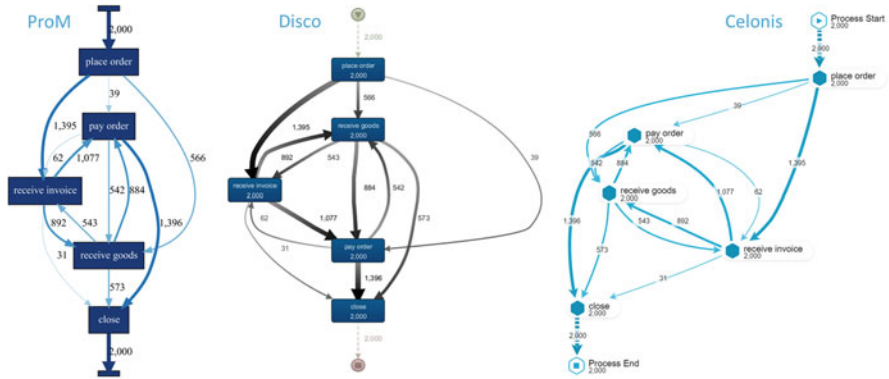 ProM
2,000
place order
39
pay order
1,395
62
1,077
566
receive invoice
542
884
892
543
1,396
31
receive goods
573
close
2,000
Disco
2,000
place order
2,000
566
receive goods
2,000
1,395
892
543
39
receive invoice
2,000
884
542
62
1,077
573
31
pay order
2,000
1,396
close
2,000
2,000
Celonis
Process Start
2,000
2,000
place order
2,000
39
566
pay order
2,000
542
884
1,395
receive goods
2,000
1,077
62
1,396
543
892
receive invoice
2,000
573
31
close
2,000
2,000
Process End
2,000